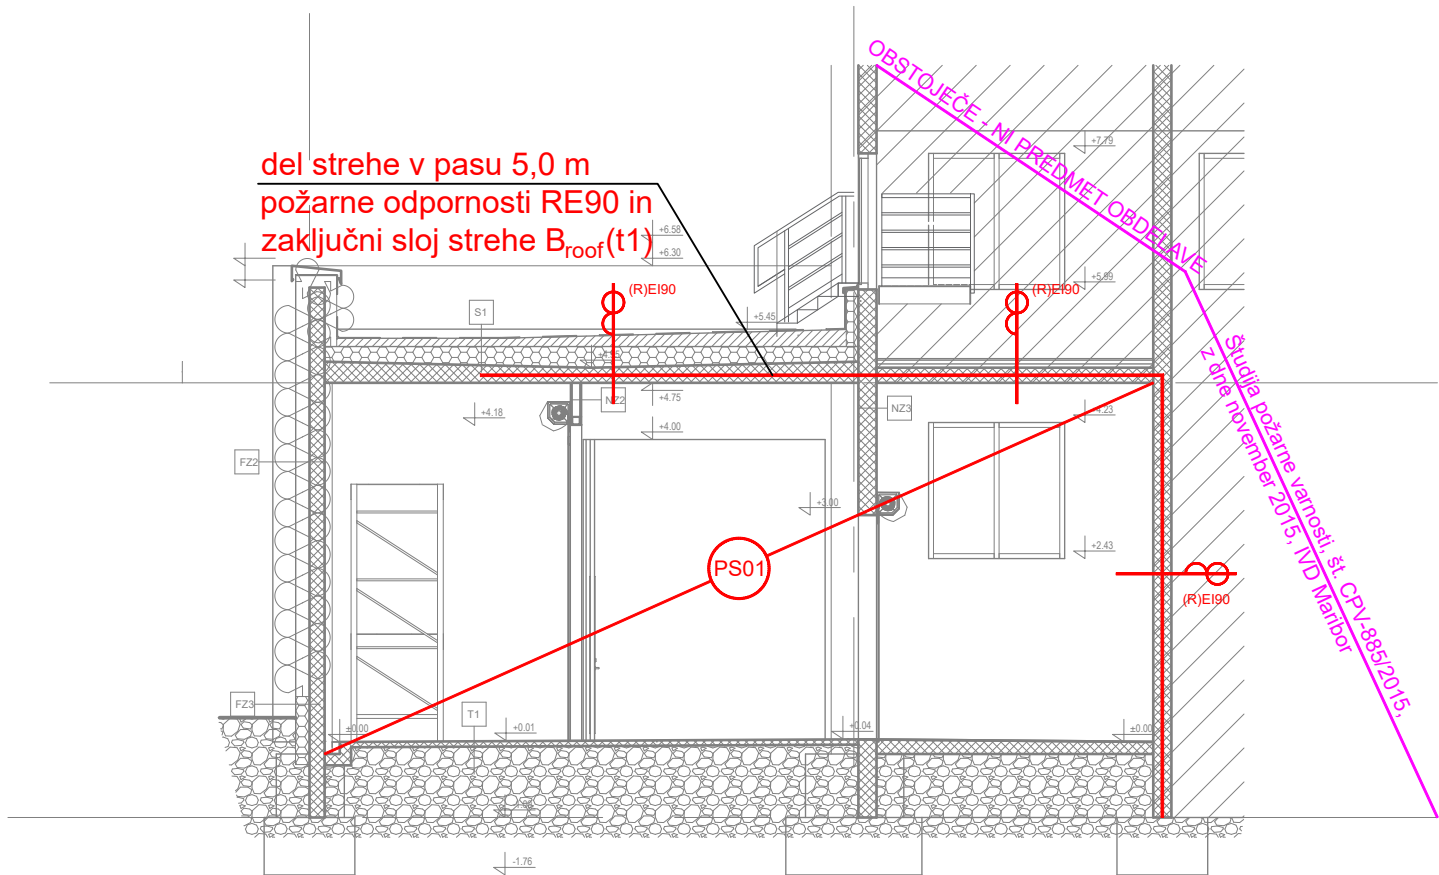 OBSTOJEČE - NI PREDMET OBDELAVE
+7.79
del strehe v pasu 5,0 m
požarne odpornosti RE90 in
zaključni sloj strehe Broof(t1)
+6.58
+6.30
+5.99
(R)EI90
(R)EI90
S1
+5.45
Študija požarne varnosti, št. CPV-885/2015,
z dne november 2015, IVD Maribor
+4.75
NZ2
NZ3
+4.18
+4.23
+4.00
FZ2
+3.00
+2.43
PS01
(R)EI90
FZ3
T1
±0.00
+0.01
+0.04
±0.00
-1.76